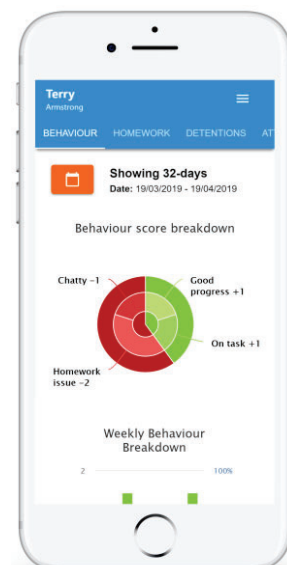 Terry
Armstrong
BEHAVIOUR HOMEWORK DETENTIONS AT
Showing 32-days
Date: 19/03/2019 - 19/04/2019
Behaviour score breakdown
Chatty -1
Good
progress +1
On task +1
Homework
issue -2
Weekly Behaviour
Breakdown
2 100%